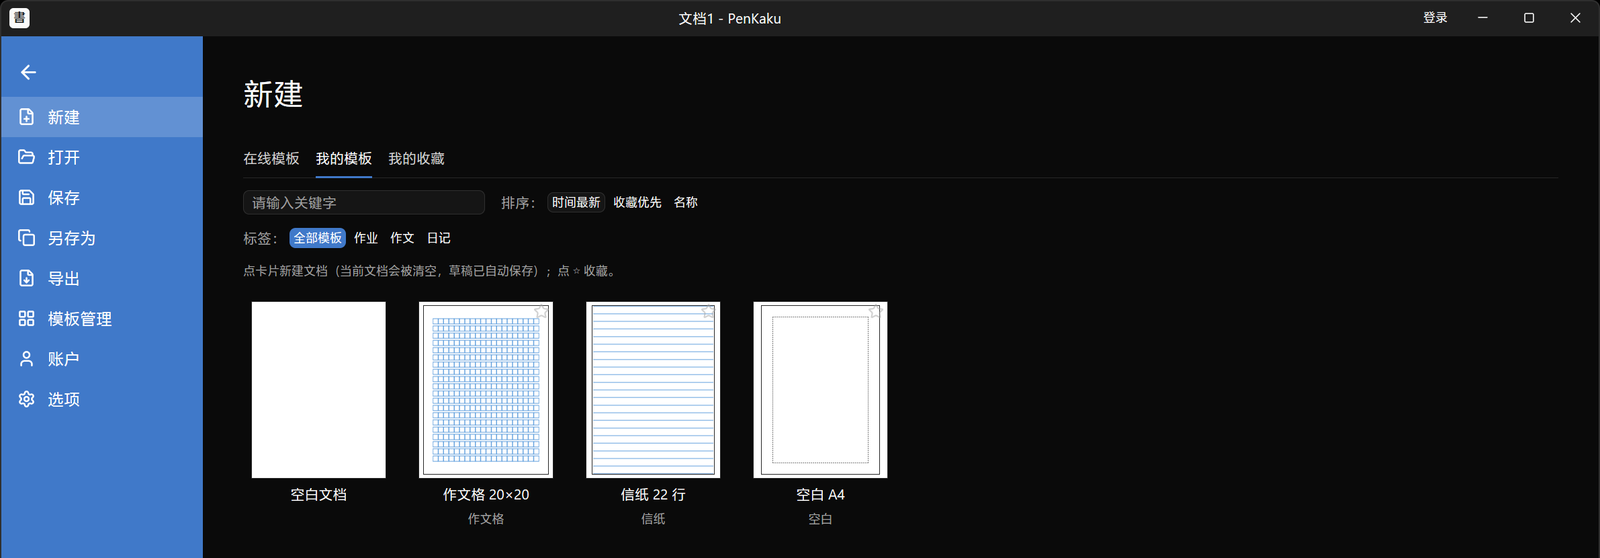 書
文档1 - PenKaku
登录
新建
打开
保存
另存为
导出
模板管理
账户
选项
新建
在线模板 我的模板 我的收藏
请输入关键字 排序： 时间最新 收藏优先 名称
标签： 全部模板 作业 作文 日记
点卡片新建文档（当前文档会被清空，草稿已自动保存）；点 ☆ 收藏。
空白文档
作文格 20×20
作文格
信纸 22 行
信纸
空白 A4
空白